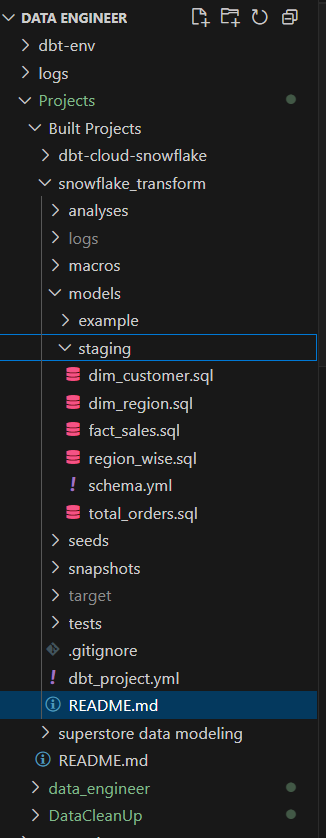 DATA ENGINEER
dbt-env
logs
Projects
Built Projects
dbt-cloud-snowflake
snowflake_transform
analyses
logs
macros
models
example
staging
dim_customer.sql
dim_region.sql
fact_sales.sql
region_wise.sql
! schema.yml
total_orders.sql
seeds
snapshots
target
tests
.gitignore
! dbt_project.yml
README.md
superstore data modeling
README.md
data_engineer
DataCleanUp